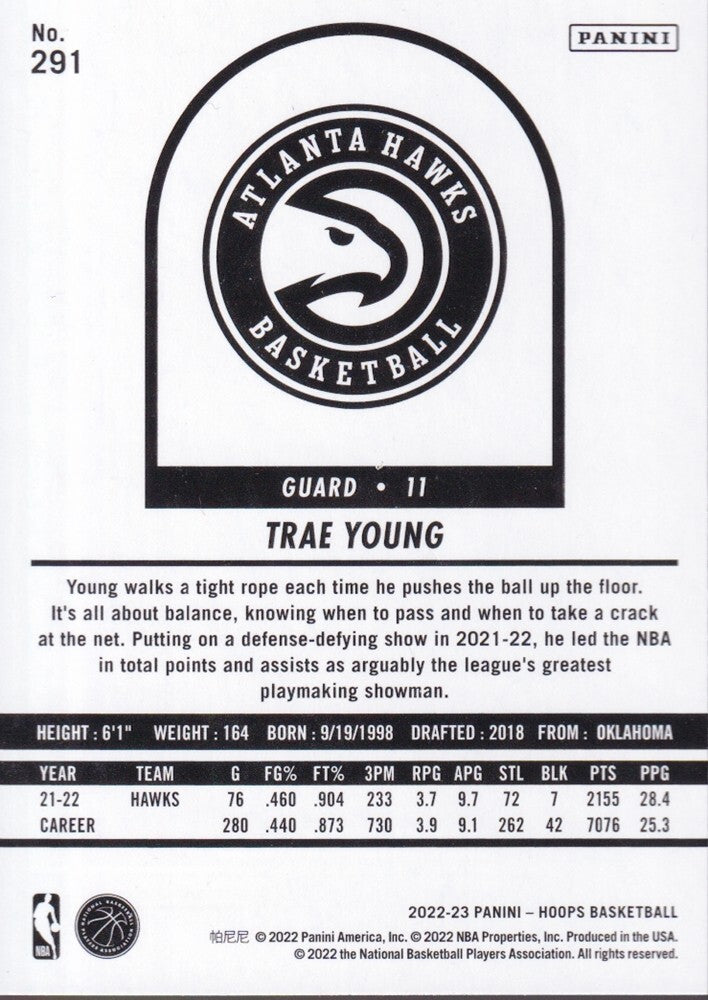 No.
291
PANINI
ATLANTA HAWKS
BASKETBALL
GUARD • 11
TRAE YOUNG
Young walks a tight rope each time he pushes the ball up the floor.
It's all about balance, knowing when to pass and when to take a crack
at the net. Putting on a defense-defying show in 2021-22, he led the NBA
in total points and assists as arguably the league's greatest
playmaking showman.
HEIGHT : 6'1" WEIGHT : 164 BORN : 9/19/1998 DRAFTED : 2018 FROM : OKLAHOMA
YEAR TEAM G FG% FT% 3PM RPG APG STL BLK PTS PPG
21-22 HAWKS 76 .460 .904 233 3.7 9.7 72 7 2155 28.4
CAREER 280 .440 .873 730 3.9 9.1 262 42 7076 25.3
NBA
NATIONAL BASKETBALL
PLAYERS ASSOCIATION
2022-23 PANINI – HOOPS BASKETBALL
帕尼尼 © 2022 Panini America, Inc. © 2022 NBA Properties, Inc. Produced in the USA.
© 2022 the National Basketball Players Association. All rights reserved.